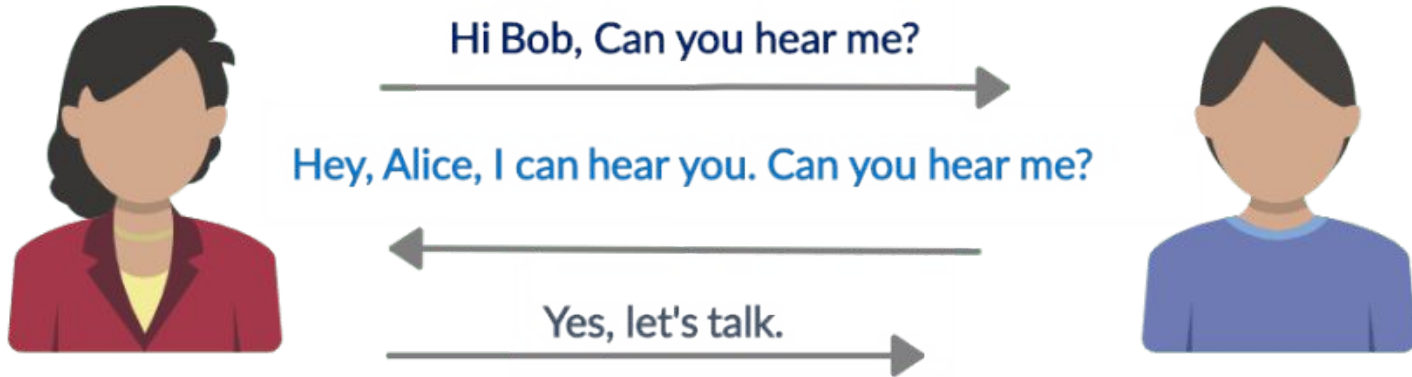 Hi Bob, Can you hear me?
Hey, Alice, I can hear you. Can you hear me?
Yes, let's talk.